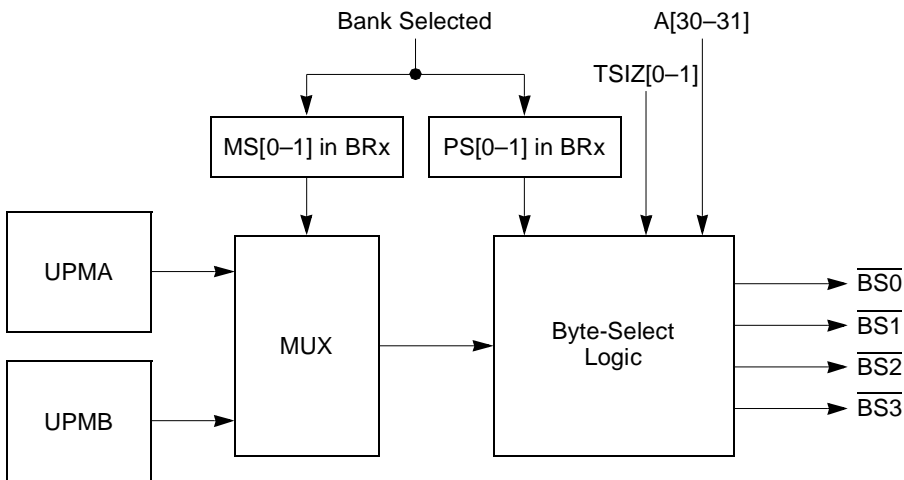 Bank Selected
A[30–31]
TSIZ[0–1]
MS[0–1] in BRx
PS[0–1] in BRx
UPMA
UPMB
MUX
Byte-Select
Logic
BS0
BS1
BS2
BS3